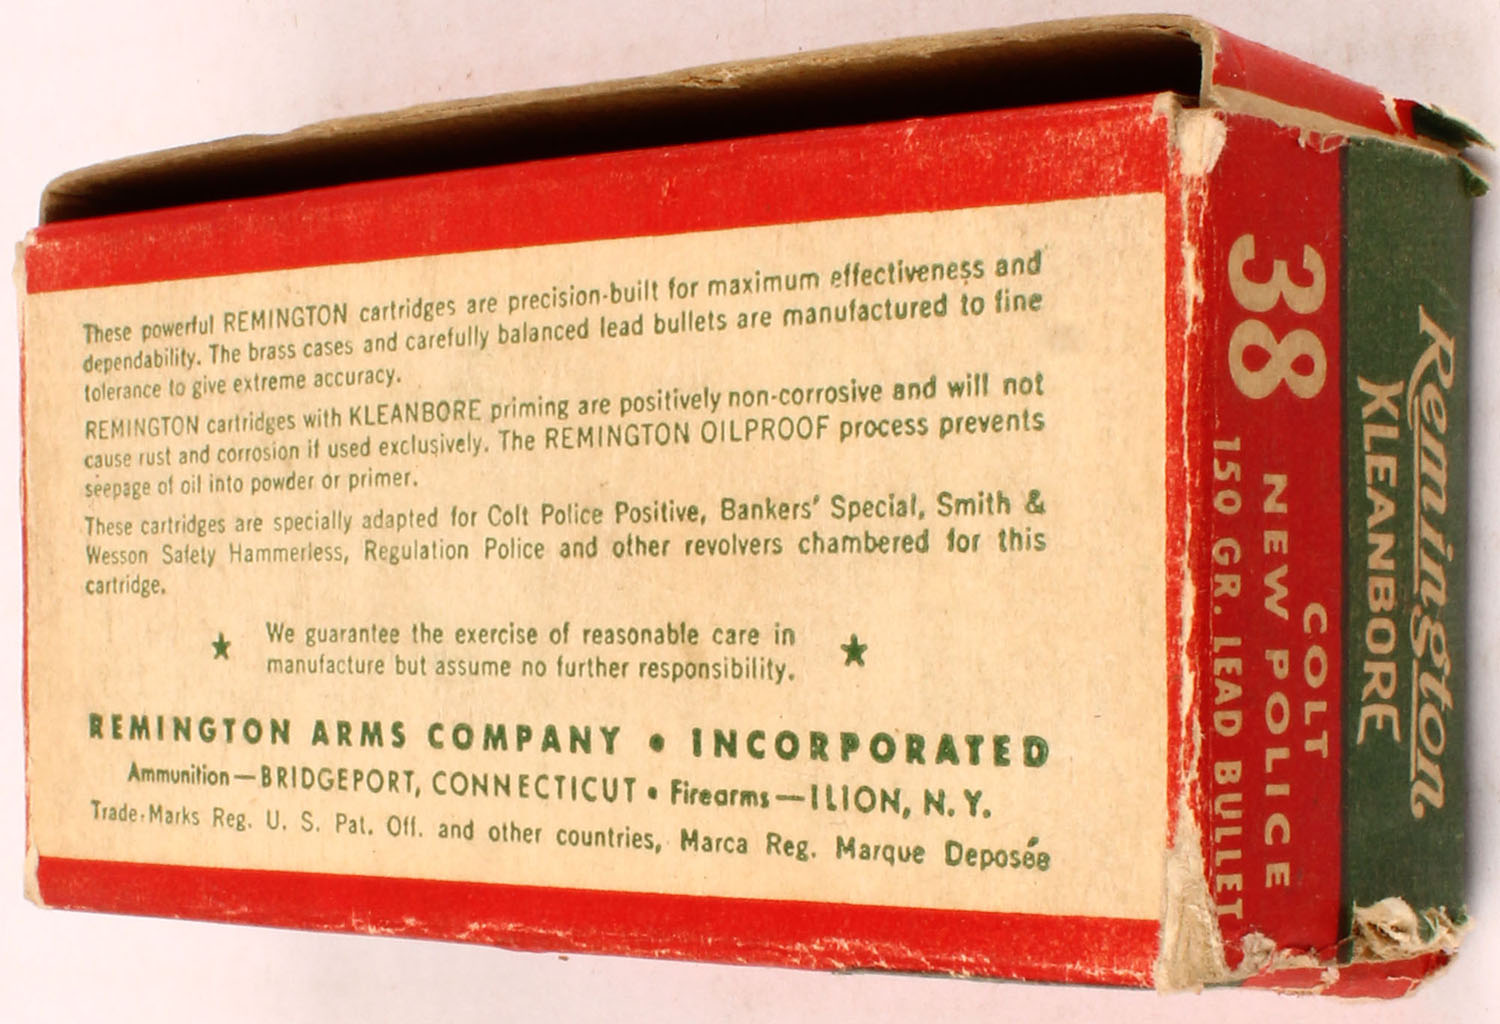 These powerful REMINGTON cartridges are precision-built for maximum effectiveness and
dependability. The brass cases and carefully balanced lead bullets are manufactured to fine
tolerance to give extreme accuracy.
REMINGTON cartridges with KLEANBORE priming are positively non-corrosive and will not
cause rust and corrosion if used exclusively. The REMINGTON OILPROOF process prevents
seepage of oil into powder or primer.
These cartridges are specially adapted for Colt Police Positive, Bankers' Special, Smith &
Wesson Safety Hammerless, Regulation Police and other revolvers chambered for this
cartridge.
★ We guarantee the exercise of reasonable care in ★
manufacture but assume no further responsibility.
REMINGTON ARMS COMPANY • INCORPORATED
Ammunition—BRIDGEPORT, CONNECTICUT • Firearms—ILION, N. Y.
Trade-Marks Reg. U. S. Pat. Off. and other countries, Marca Reg. Marque Deposée
Remington
KLEANBORE
38 COLT
NEW POLICE
150 GR. LEAD BULLET